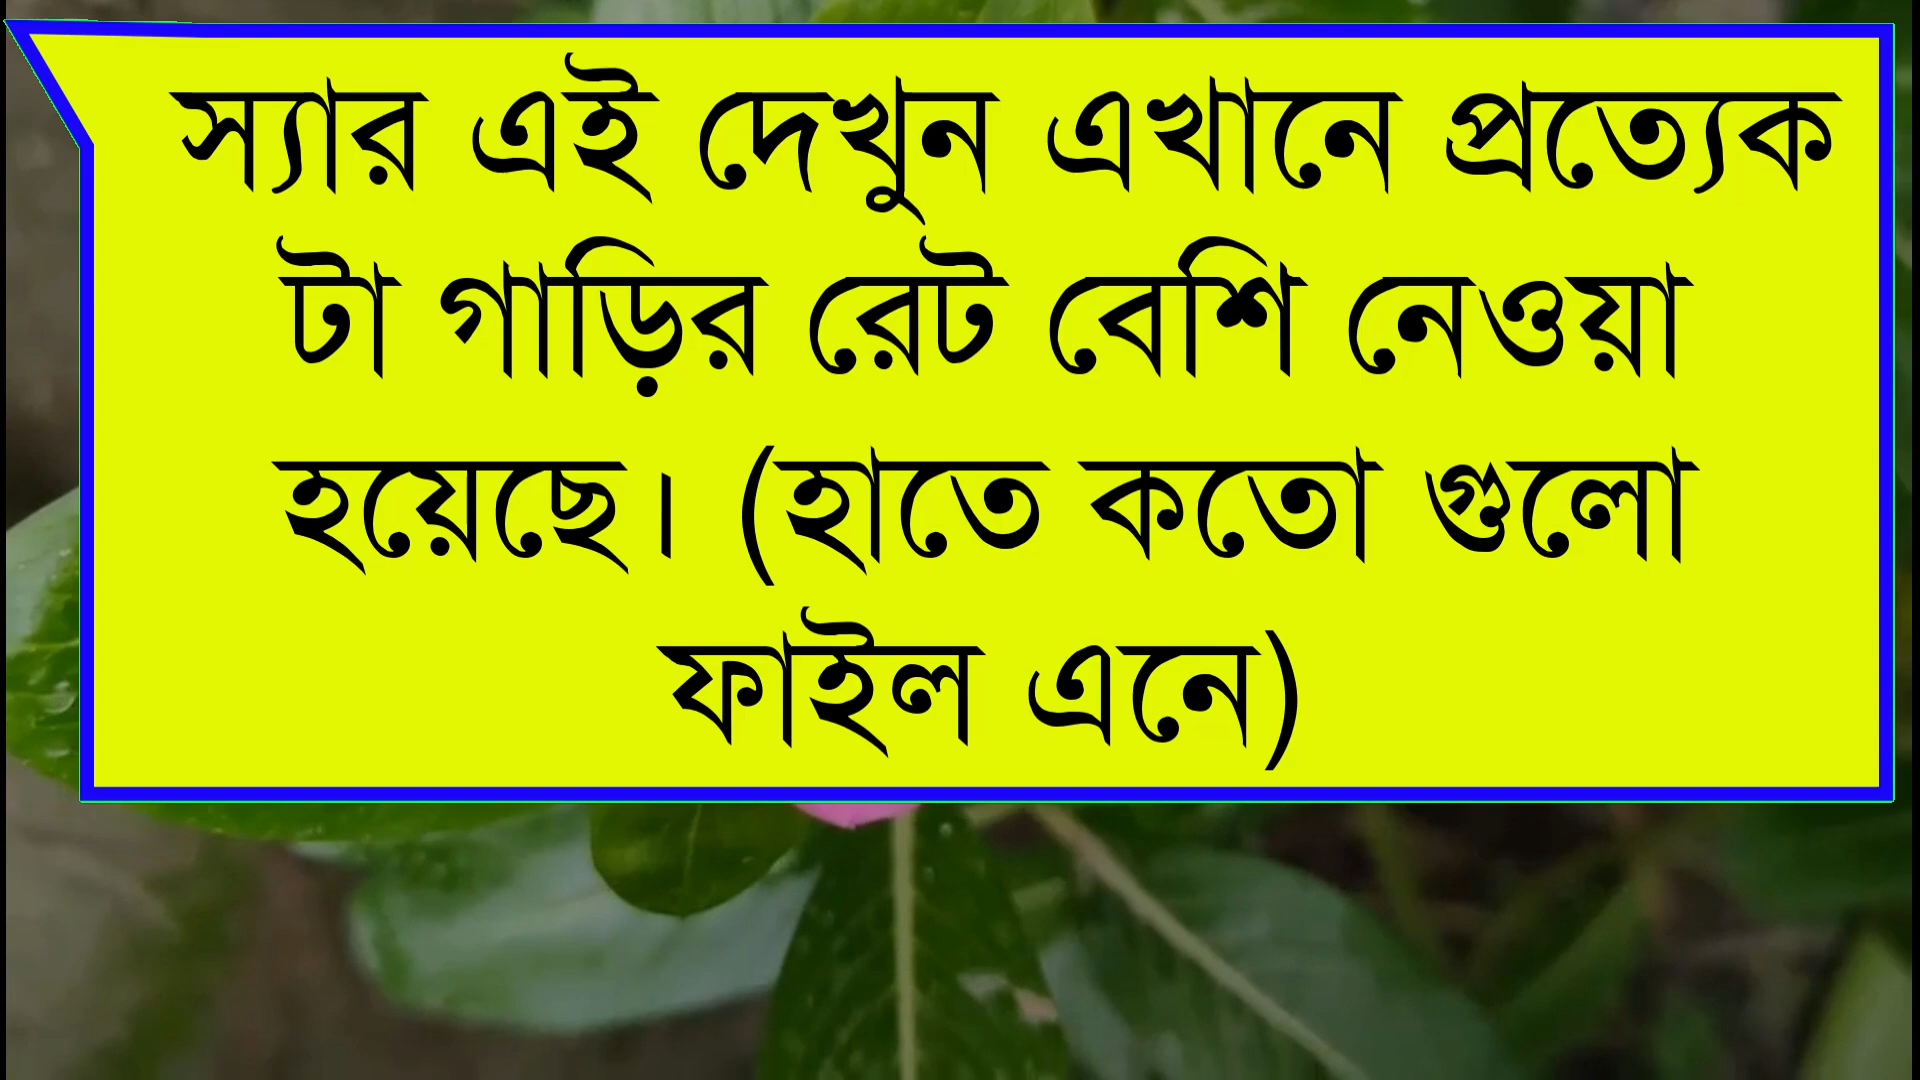 স্যার এই দেখুন এখানে প্রত্যেক
টা গাড়ির রেট বেশি নেওয়া
হয়েছে। (হাতে কতো গুলো
ফাইল এনে)